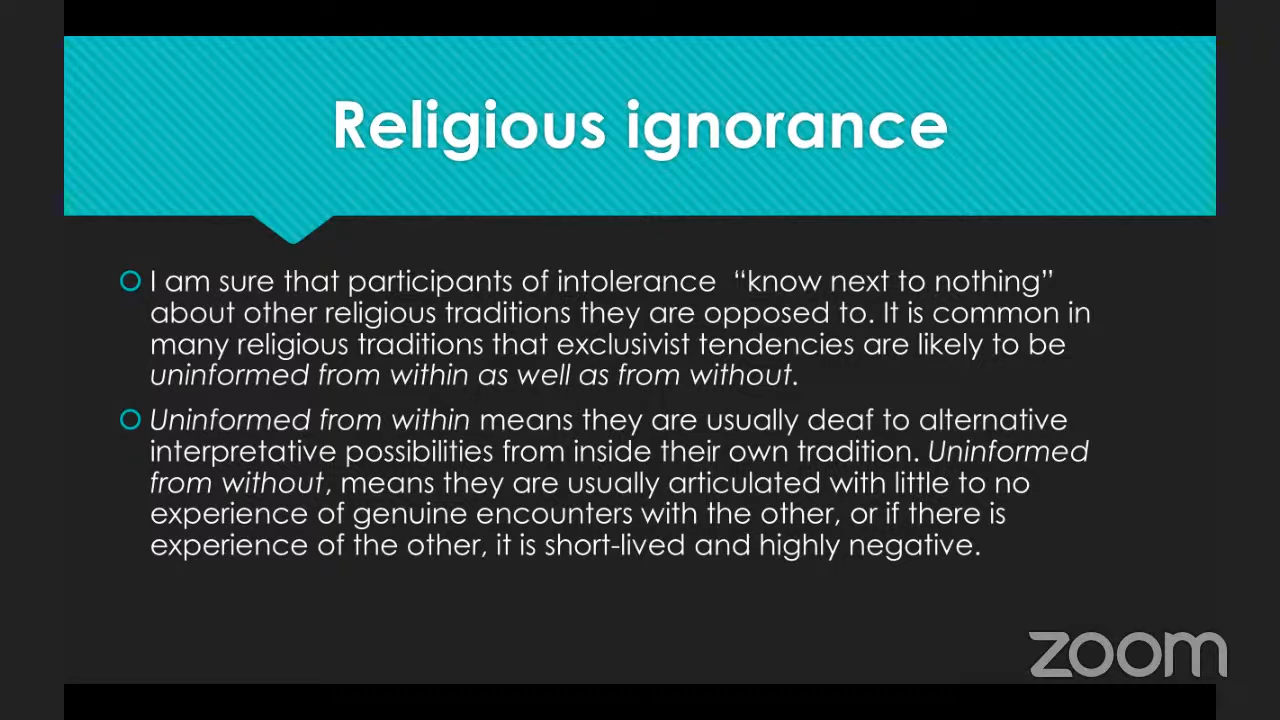 Religious ignorance
I am sure that participants of intolerance “know next to nothing”
about other religious traditions they are opposed to. It is common in
many religious traditions that exclusivist tendencies are likely to be
uninformed from within as well as from without.
Uninformed from within means they are usually deaf to alternative
interpretative possibilities from inside their own tradition. Uninformed
from without, means they are usually articulated with little to no
experience of genuine encounters with the other, or if there is
experience of the other, it is short-lived and highly negative.
zoom